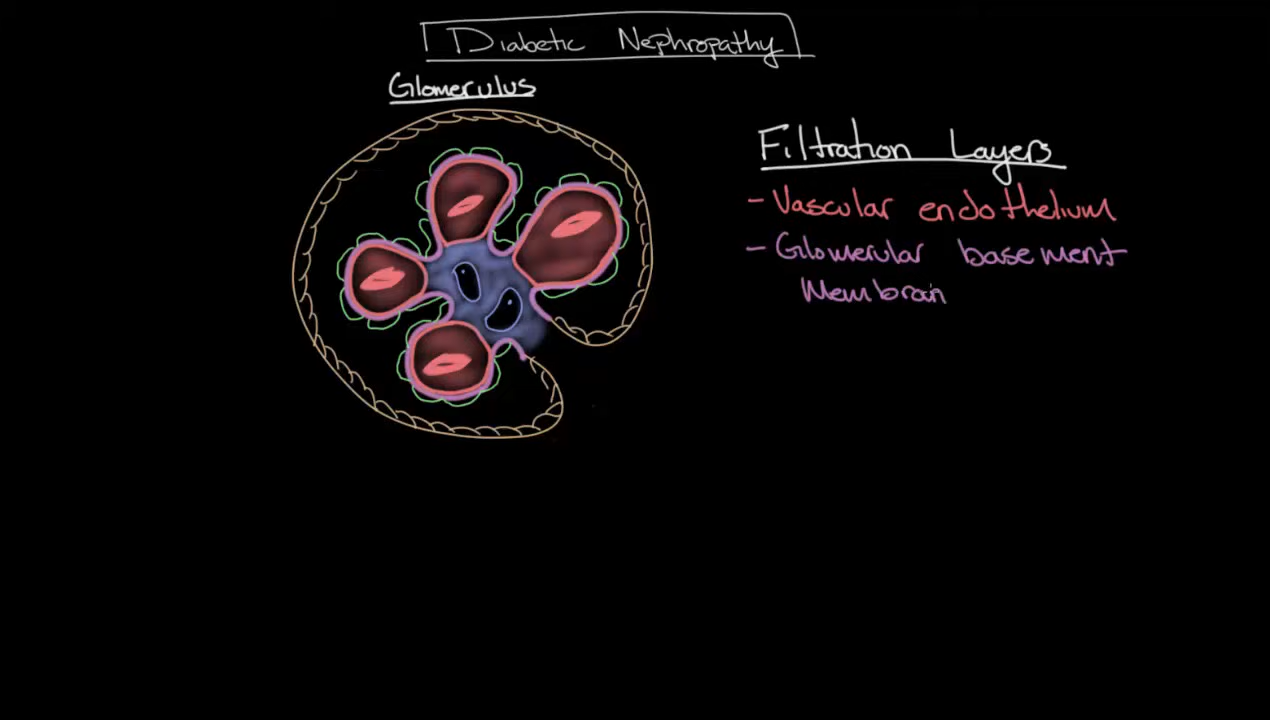 Diabetic Nephropathy
Glomerulus
Filtration Layers
- Vascular endothelium
- Glomerular basement
Membrain